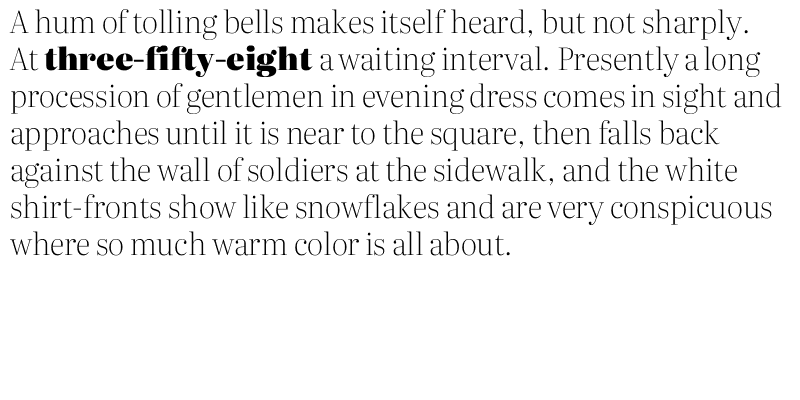 A hum of tolling bells makes itself heard, but not sharply.
At three-fifty-eight a waiting interval. Presently a long
procession of gentlemen in evening dress comes in sight and
approaches until it is near to the square, then falls back
against the wall of soldiers at the sidewalk, and the white
shirt-fronts show like snowflakes and are very conspicuous
where so much warm color is all about.